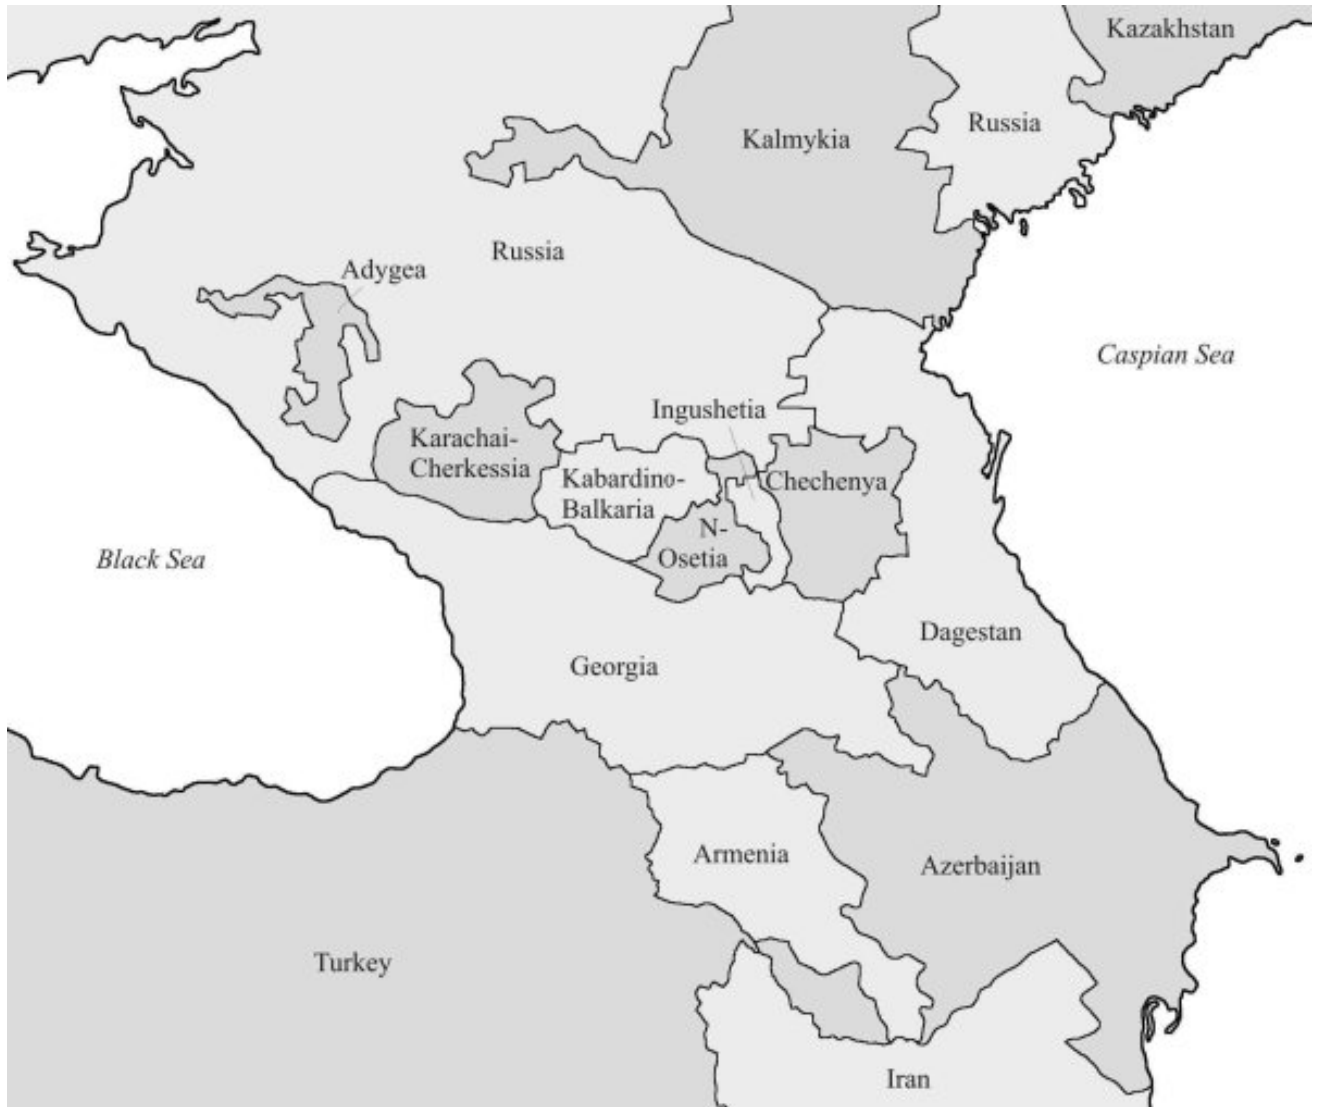 Kazakhstan
Russia
Kalmykia
Russia
Adygea
Caspian Sea
Ingushetia
Karachai-
Cherkessia
Kabardino-
Balkaria
Chechenya
N-
Osetia
Black Sea
Dagestan
Georgia
Armenia
Azerbaijan
Turkey
Iran